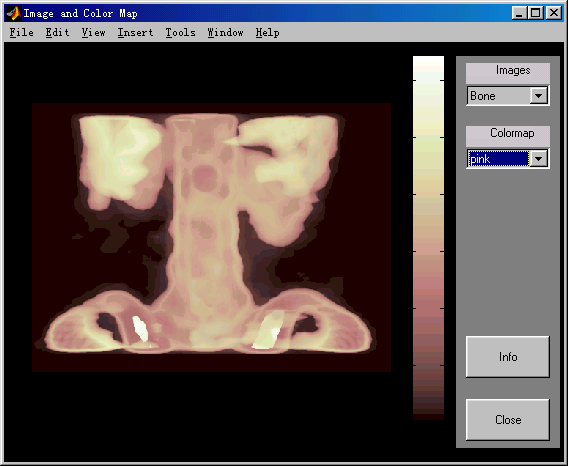 Image and Color Map
File Edit View Insert Tools Window Help
Images
Bone
Colormap
pink
Info
Close